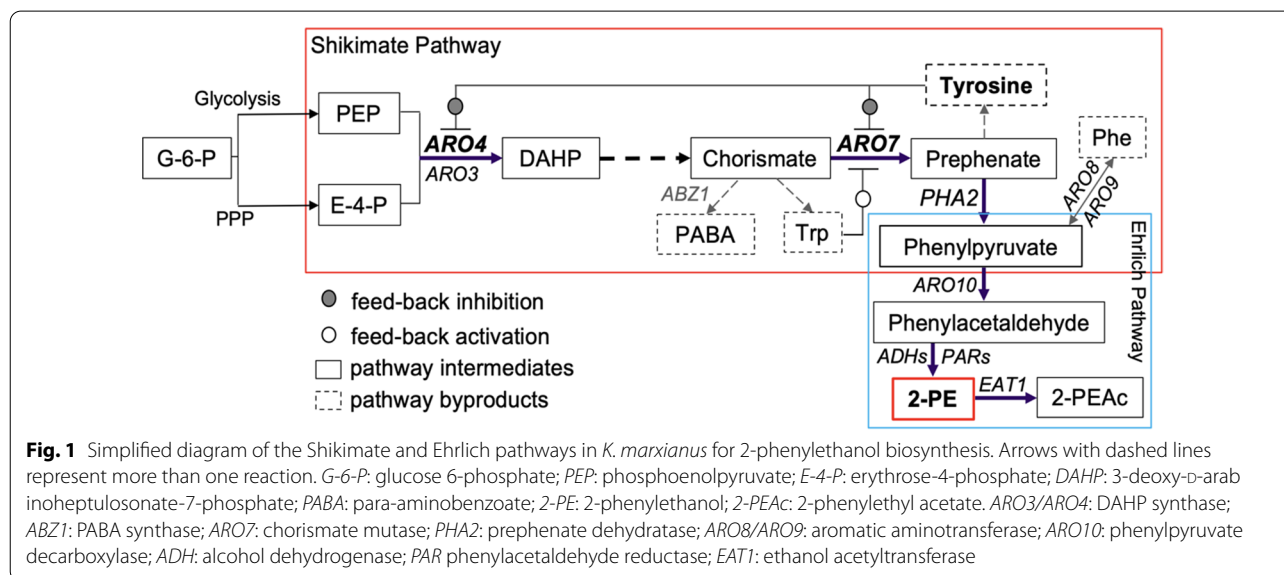 Shikimate Pathway
Glycolysis
PEP
Tyrosine
Phe
G-6-P
ARO4
ARO3
DAHP
Chorismate
ARO7
Prephenate
ARO8
ARO9
E-4-P
PPP
ABZ1
PABA
Trp
PHA2
Phenylpyruvate
Ehrlich Pathway
ARO10
feed-back inhibition
feed-back activation
pathway intermediates
pathway byproducts
Phenylacetaldehyde
ADHs
PARs
2-PE
EAT1
2-PEAc
Fig. 1 Simplified diagram of the Shikimate and Ehrlich pathways in K. marxianus for 2-phenylethanol biosynthesis. Arrows with dashed lines
represent more than one reaction. G-6-P: glucose 6-phosphate; PEP: phosphoenolpyruvate; E-4-P: erythrose-4-phosphate; DAHP: 3-deoxy-D-arab
inoheptulosonate-7-phosphate; PABA: para-aminobenzoate; 2-PE: 2-phenylethanol; 2-PEAc: 2-phenylethyl acetate. ARO3/ARO4: DAHP synthase;
ABZ1: PABA synthase; ARO7: chorismate mutase; PHA2: prephenate dehydratase; ARO8/ARO9: aromatic aminotransferase; ARO10: phenylpyruvate
decarboxylase; ADH: alcohol dehydrogenase; PAR phenylacetaldehyde reductase; EAT1: ethanol acetyltransferase